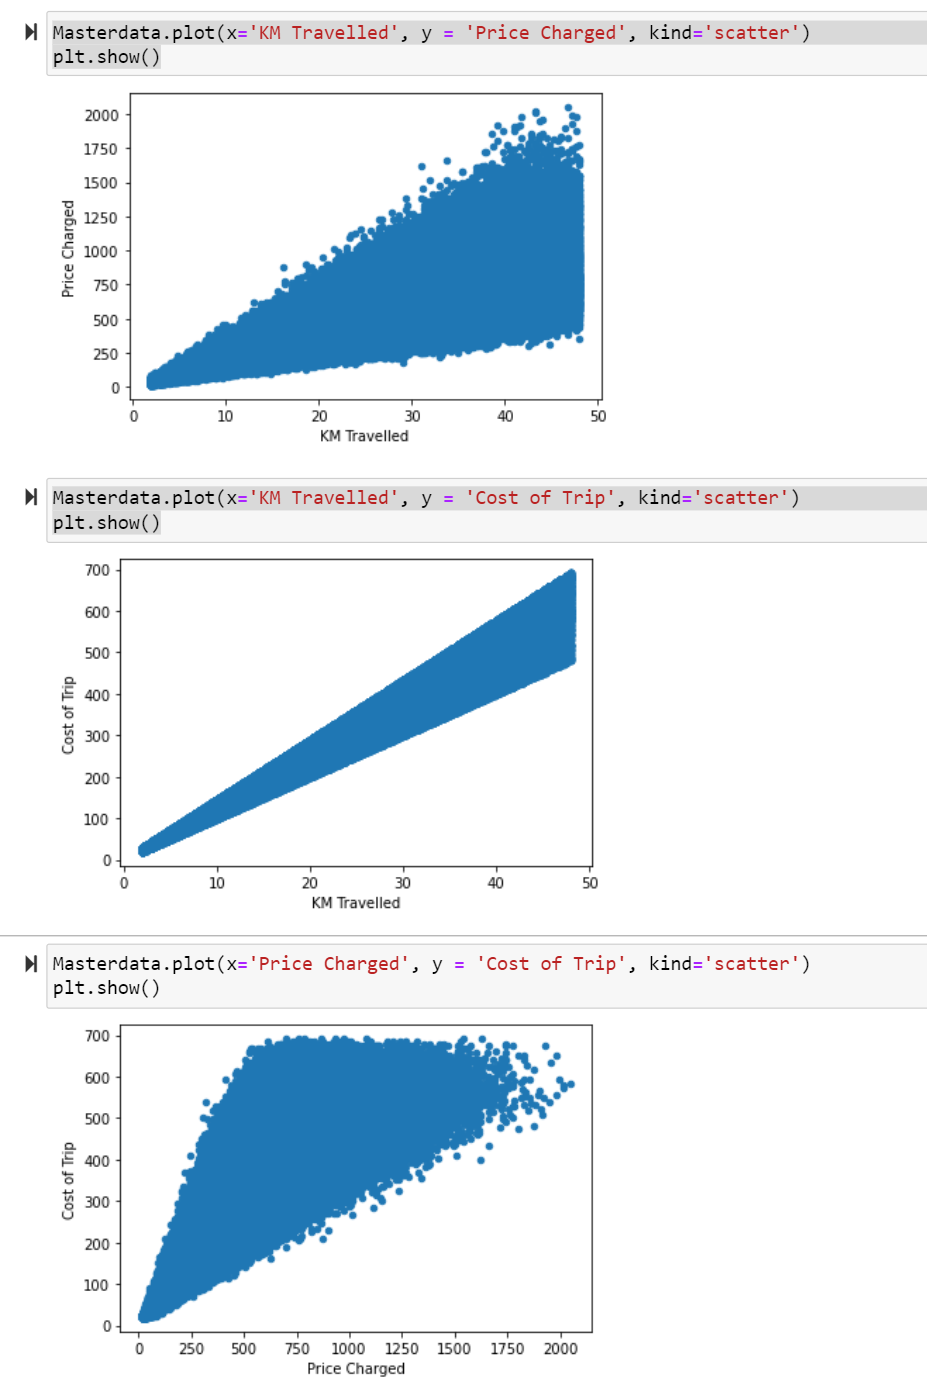 Masterdata.plot(x='KM Travelled', y = 'Price Charged', kind='scatter')
plt.show()
2000
1750
1500
1250
1000
750
500
250
0
Price Charged
0 10 20 30 40 50
KM Travelled
Masterdata.plot(x='KM Travelled', y = 'Cost of Trip', kind='scatter')
plt.show()
700
600
500
400
300
200
100
0
Cost of Trip
0 10 20 30 40 50
KM Travelled
Masterdata.plot(x='Price Charged', y = 'Cost of Trip', kind='scatter')
plt.show()
700
600
500
400
300
200
100
0
Cost of Trip
0 250 500 750 1000 1250 1500 1750 2000
Price Charged